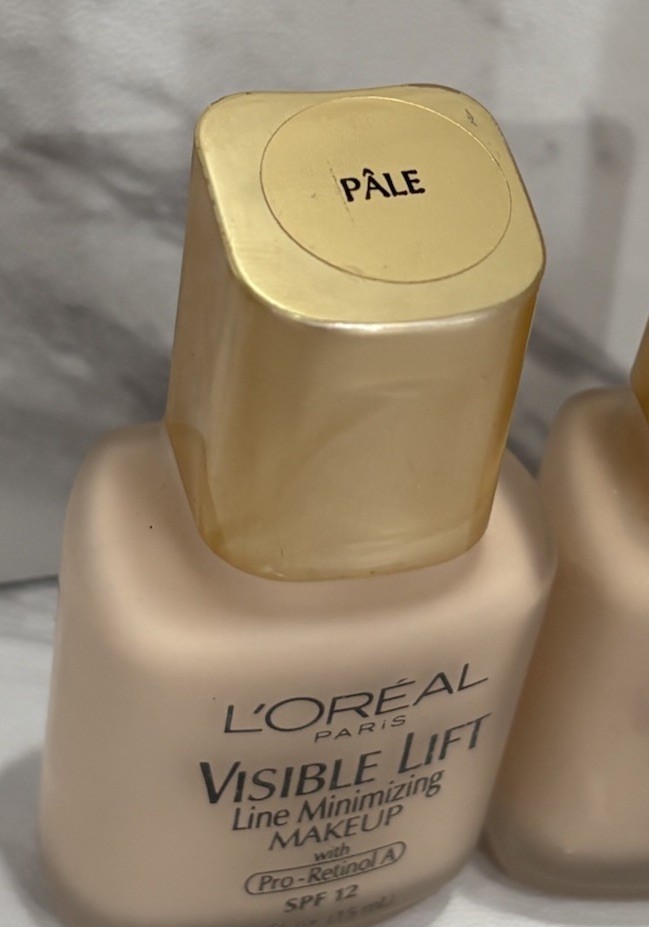 PÂLE
L'ORÉAL
PARiS
VISIBLE LIFT
Line Minimizing
MAKEUP
with
Pro-Retinol A
SPF 12